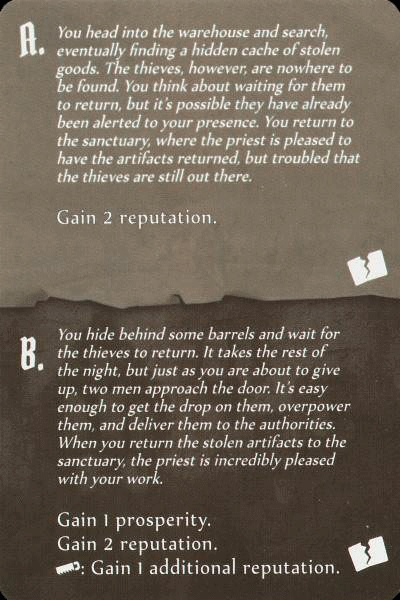 A.
You head into the warehouse and search,
eventually finding a hidden cache of stolen
goods. The thieves, however, are nowhere to
be found. You think about waiting for them
to return, but it's possible they have already
been alerted to your presence. You return to
the sanctuary, where the priest is pleased to
have the artifacts returned, but troubled that
the thieves are still out there.
Gain 2 reputation.
B.
You hide behind some barrels and wait for
the thieves to return. It takes the rest of
the night, but just as you are about to give
up, two men approach the door. It's easy
enough to get the drop on them, overpower
them, and deliver them to the authorities.
When you return the stolen artifacts to the
sanctuary, the priest is incredibly pleased
with your work.
Gain 1 prosperity.
Gain 2 reputation.
: Gain 1 additional reputation.